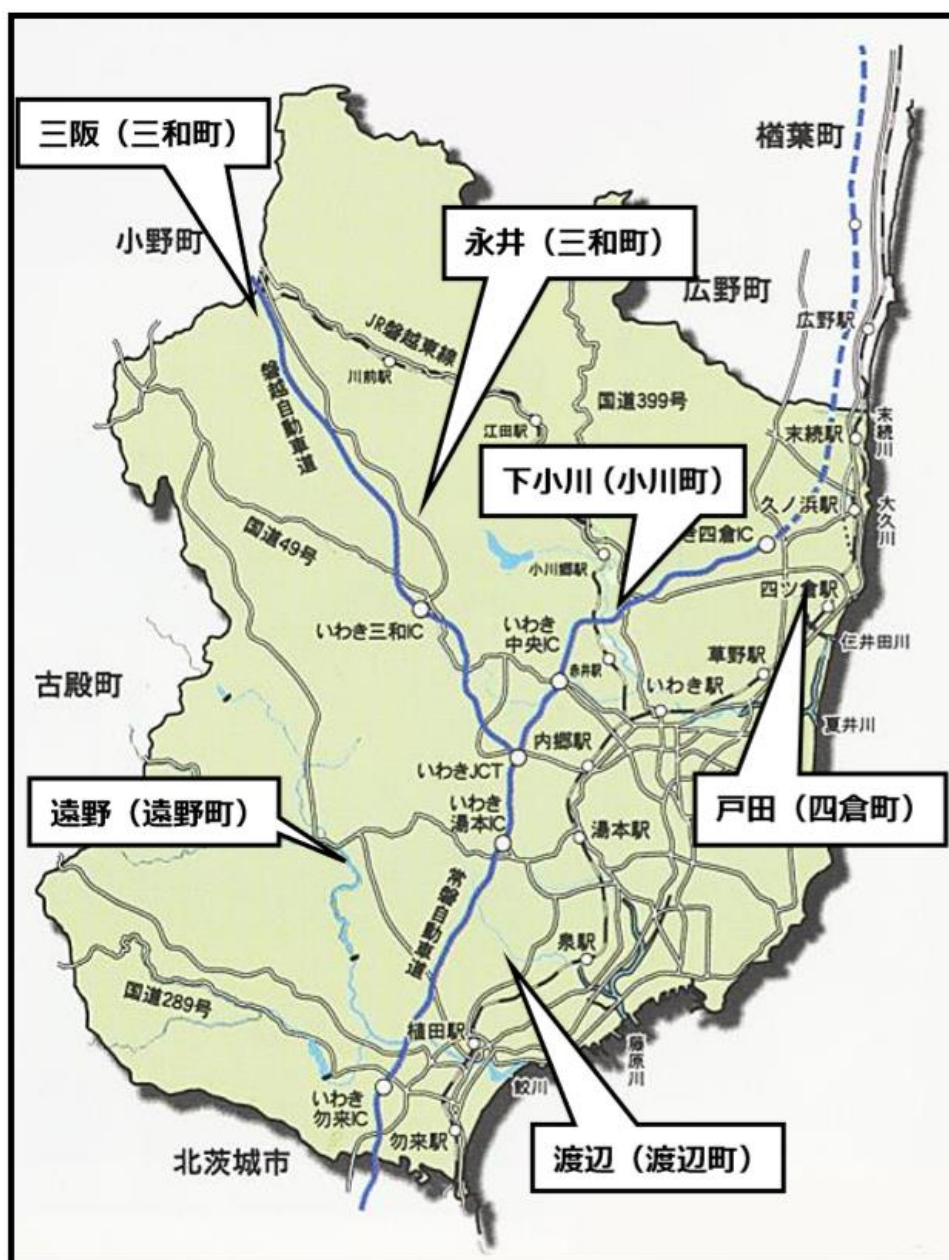 三阪（三和町）
楢葉町
小野町
永井（三和町）
広野町
広野駅
JR磐越東線
川前駅
磐越自動車道
国道399号
江田駅
末続駅
末続川
下小川（小川町）
久ノ浜駅
大久川
き四倉IC
国道49号
小川郷駅
四ツ倉駅
いわき三和IC
いわき
中央IC
赤井駅
草野駅
仁井田川
いわき駅
古殿町
夏井川
内郷駅
いわきJCT
遠野（遠野町）
いわき
湯本IC
湯本駅
戸田（四倉町）
常磐自動車道
泉駅
国道289号
植田駅
藤原川
鮫川
いわき
勿来IC
勿来駅
北茨城市
渡辺（渡辺町）